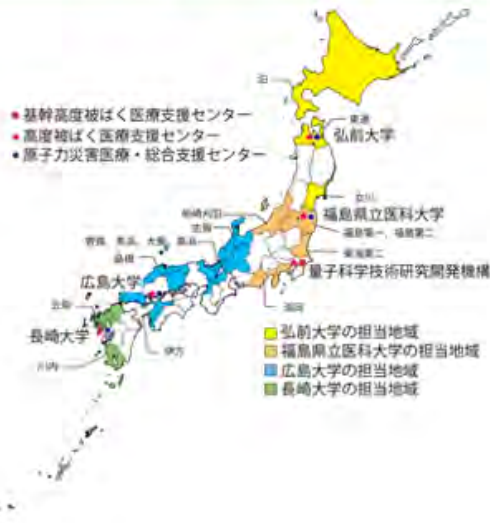 泊
● 基幹高度被ばく医療支援センター
● 高度被ばく医療支援センター
● 原子力災害医療・総合支援センター
東通
弘前大学
女川
柏崎刈羽
福島県立医科大学
志賀
福島第一、福島第二
敦賀、美浜、大飯、高浜
東海第二
島根
量子科学技術研究開発機構
広島大学
浜岡
玄海
長崎大学
伊方
川内
弘前大学の担当地域
福島県立医科大学の担当地域
広島大学の担当地域
長崎大学の担当地域